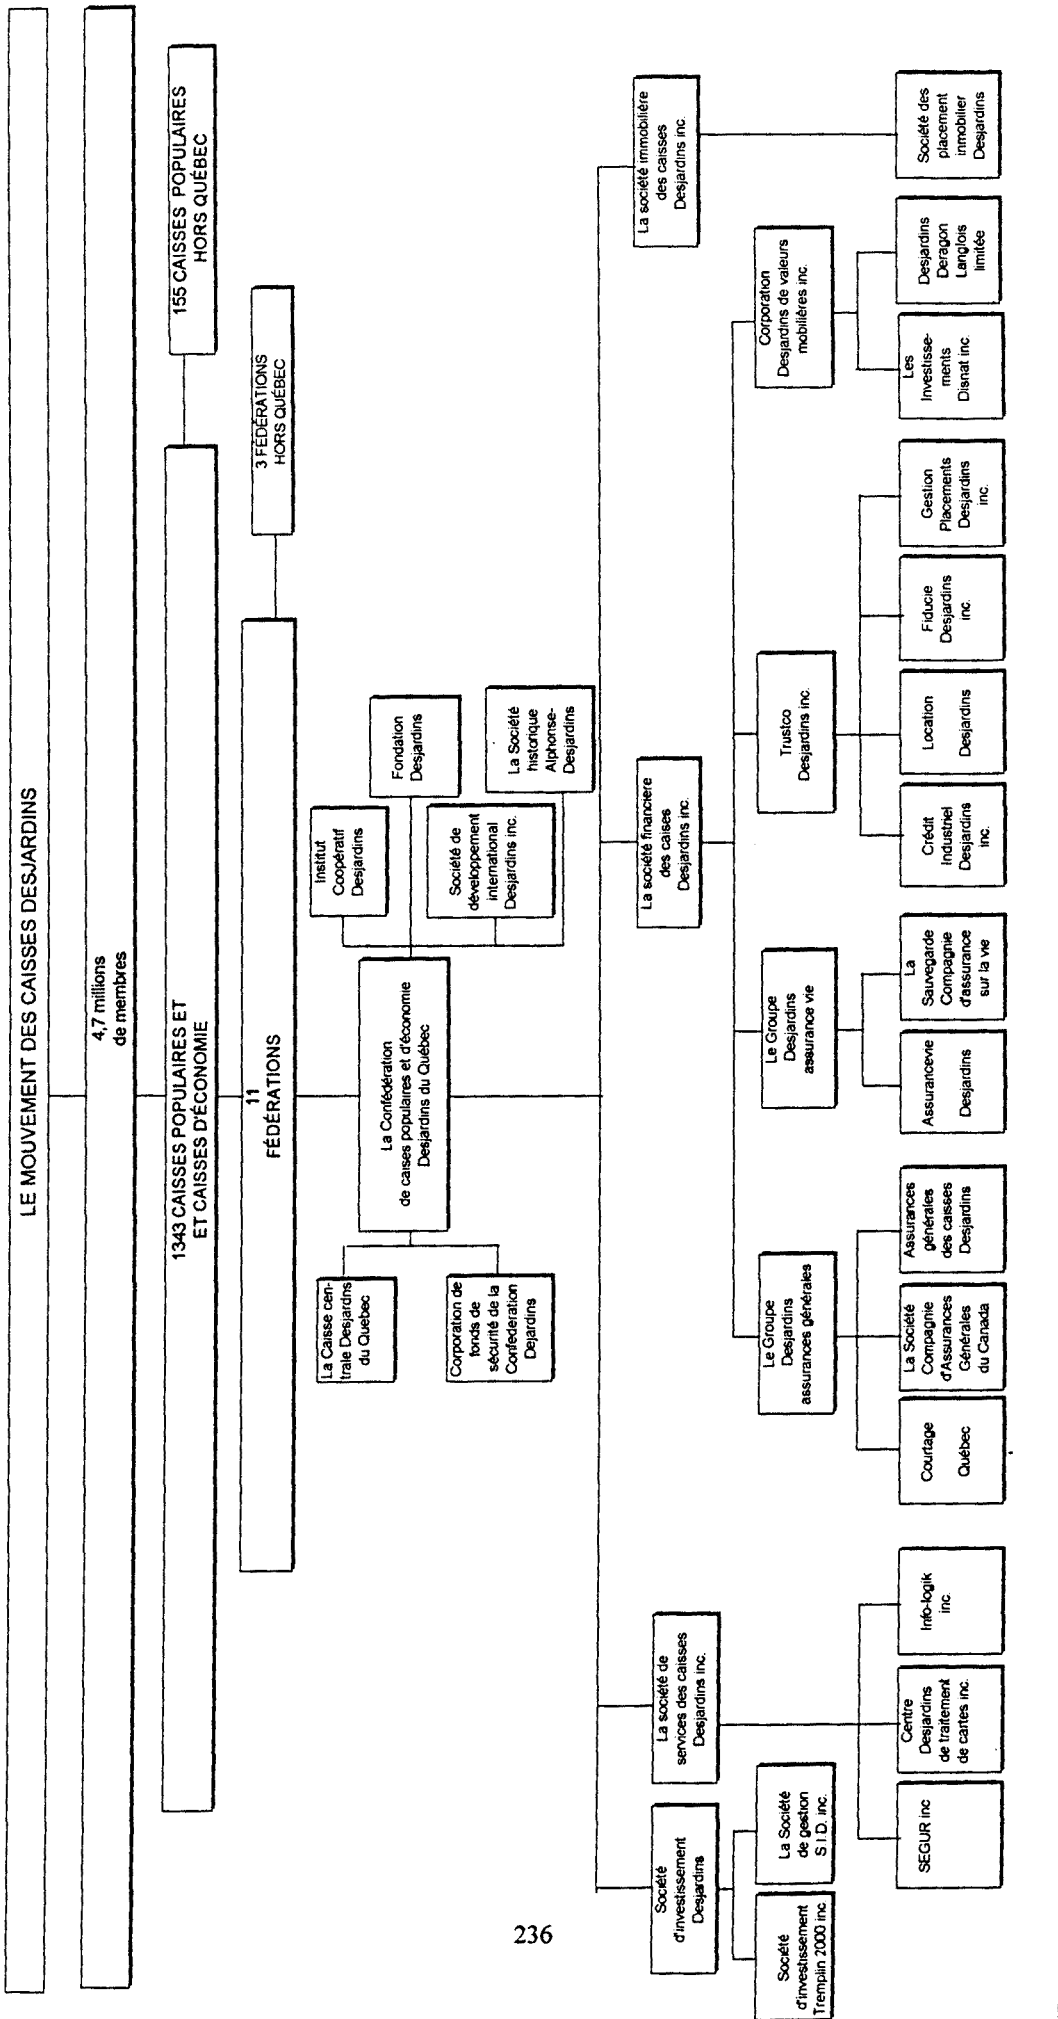 LE MOUVEMENT DES CAISSES DESJARDINS
4,7 millions
de membres
1343 CAISSES POPULAIRES ET
ET CAISSES D'ÉCONOMIE
155 CAISSES POPULAIRES
HORS QUÉBEC
11
FÉDÉRATIONS
3 FÉDÉRATIONS
HORS QUÉBEC
La Caisse cen-
trale Desjardns
du Quebec
Corporation de
fonds de
sécurité de la
Confederation
Dejardins
La Confédération
de caises populaires et d'économie
Desjardins du Québec
Institut
Coopératif
Desjardins
Fondation
Desjardins
Société de
développement
international
Desjardins inc.
La Société
historique
Alphonse-
Desjardins
Société
d'investissement
Desjardins
La société de
services des caisses
Desjardins inc.
La société financiere
des caises
Desjardins inc.
La société immobilière
des caisses
Desjardins inc.
Société
d'investissement
Tremplin 2000 inc
La Société
de gestion
S.I.D. inc.
Le Groupe
Desjardins
assurances générales
Le Groupe
Desjardins
assurance vie
Trustco
Desjardins inc.
Corporation
Desjardins de valeurs
mobilières inc.
SEGUR inc
Centre
Desjardins
de traitement
de cartes inc.
Info-logik
inc.
Courtage
Québec
La Société
Compagnie
d'Assurances
Générales
du Canada
Assurances
générales
des caisses
Desjardins
Assurancevie
Desjardins
La
Sauvegarde
Compagnie
d'assurance
sur la vie
Crédit
Industriel
Desjardins
inc.
Location
Desjardins
Fiducie
Desjardins
inc.
Gestion
Placements
Desjardins
inc.
Les
Investisse-
ments
Disnat inc.
Desjardins
Deragon
Langlois
limitée
Société des
placement
inmobilier
Desjardins
236